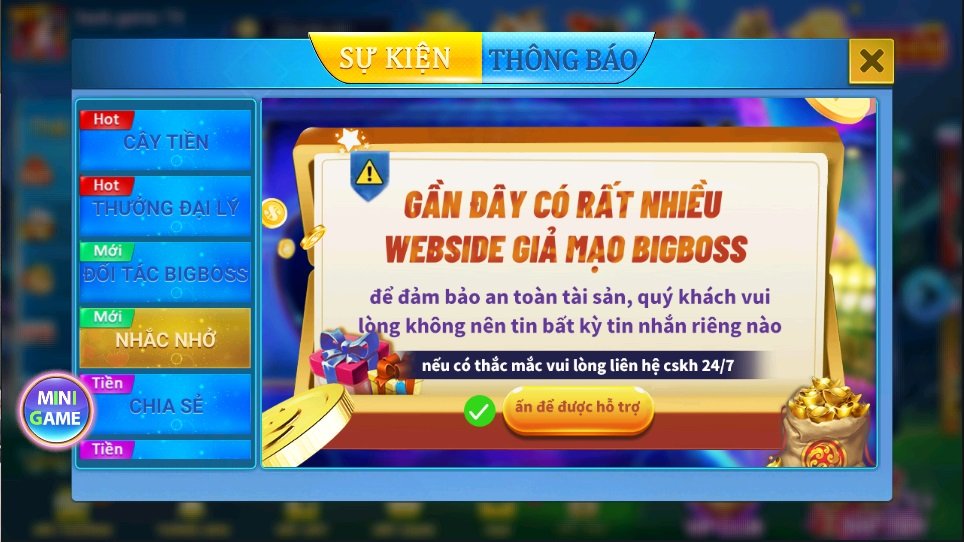 SỰ KIỆN
THÔNG BÁO
Hot
CÂY TIỀN
Hot
THƯỞNG ĐẠI LÝ
Mới
ĐỐI TÁC BIGBOSS
Mới
NHẮC NHỞ
Tiền
CHIA SẺ
Tiền
MINI
GAME
GẦN ĐÂY CÓ RẤT NHIỀU
WEBSIDE GIẢ MẠO BIGBOSS
để đảm bảo an toàn tài sản, quý khách vui
lòng không nên tin bất kỳ tin nhắn riêng nào
nếu có thắc mắc vui lòng liên hệ cskh 24/7
ấn để được hỗ trợ